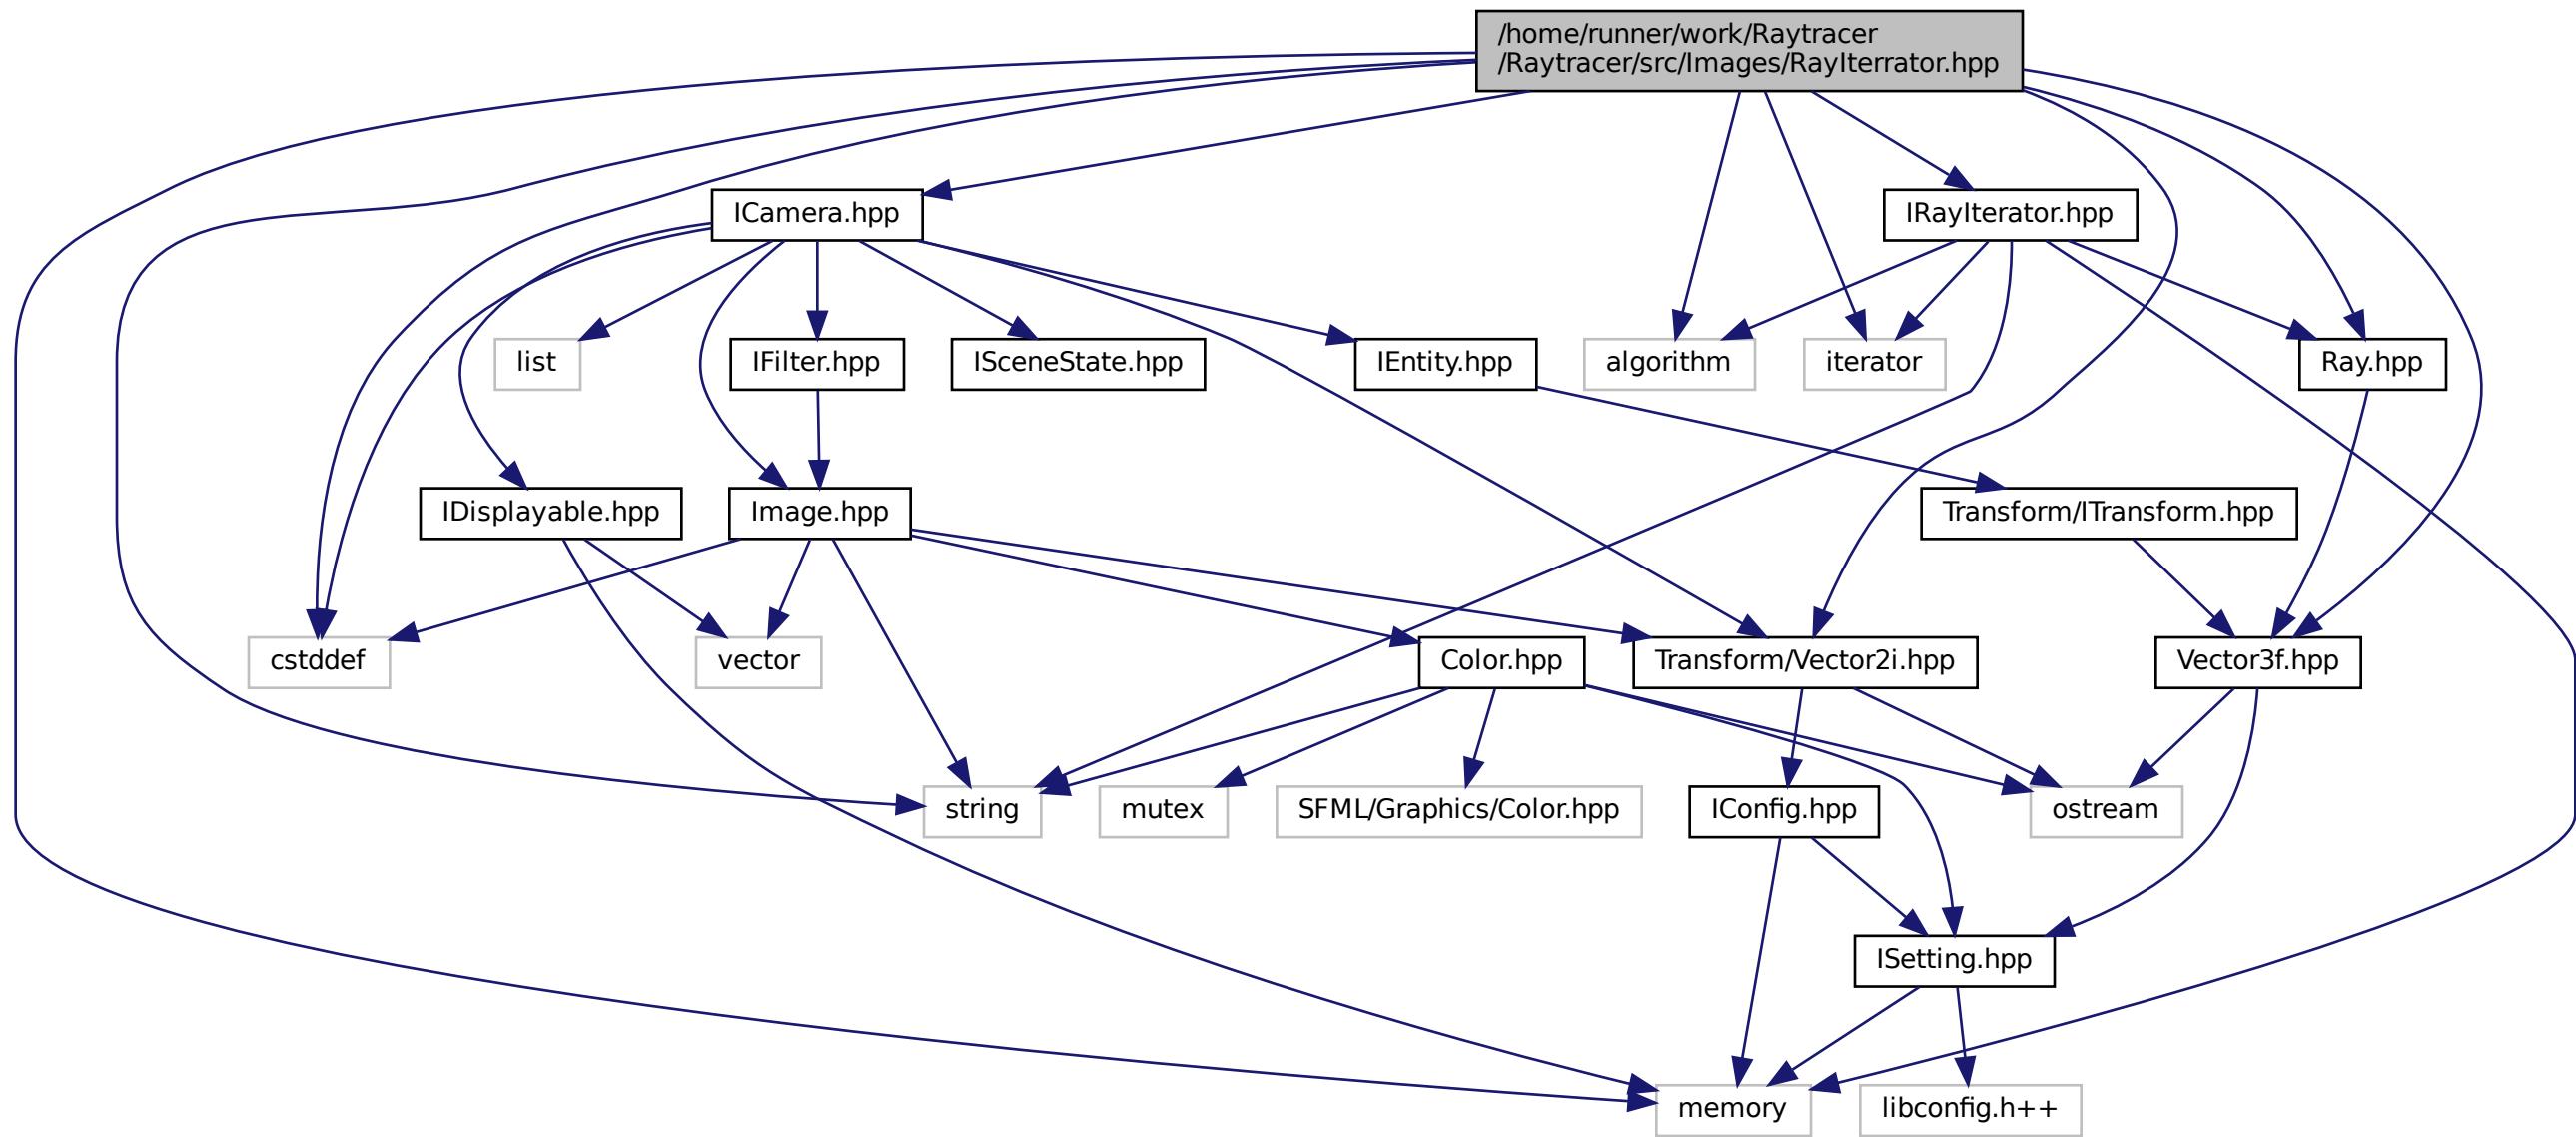 /home/runner/work/Raytracer
/Raytracer/src/Images/RayIterrator.hpp
ICamera.hpp
IRayIterator.hpp
list
IFilter.hpp
ISceneState.hpp
IEntity.hpp
algorithm
iterator
Ray.hpp
IDisplayable.hpp
Image.hpp
Transform/ITransform.hpp
cstddef
vector
Color.hpp
Transform/Vector2i.hpp
Vector3f.hpp
string
mutex
SFML/Graphics/Color.hpp
IConfig.hpp
ostream
ISetting.hpp
memory
libconfig.h++